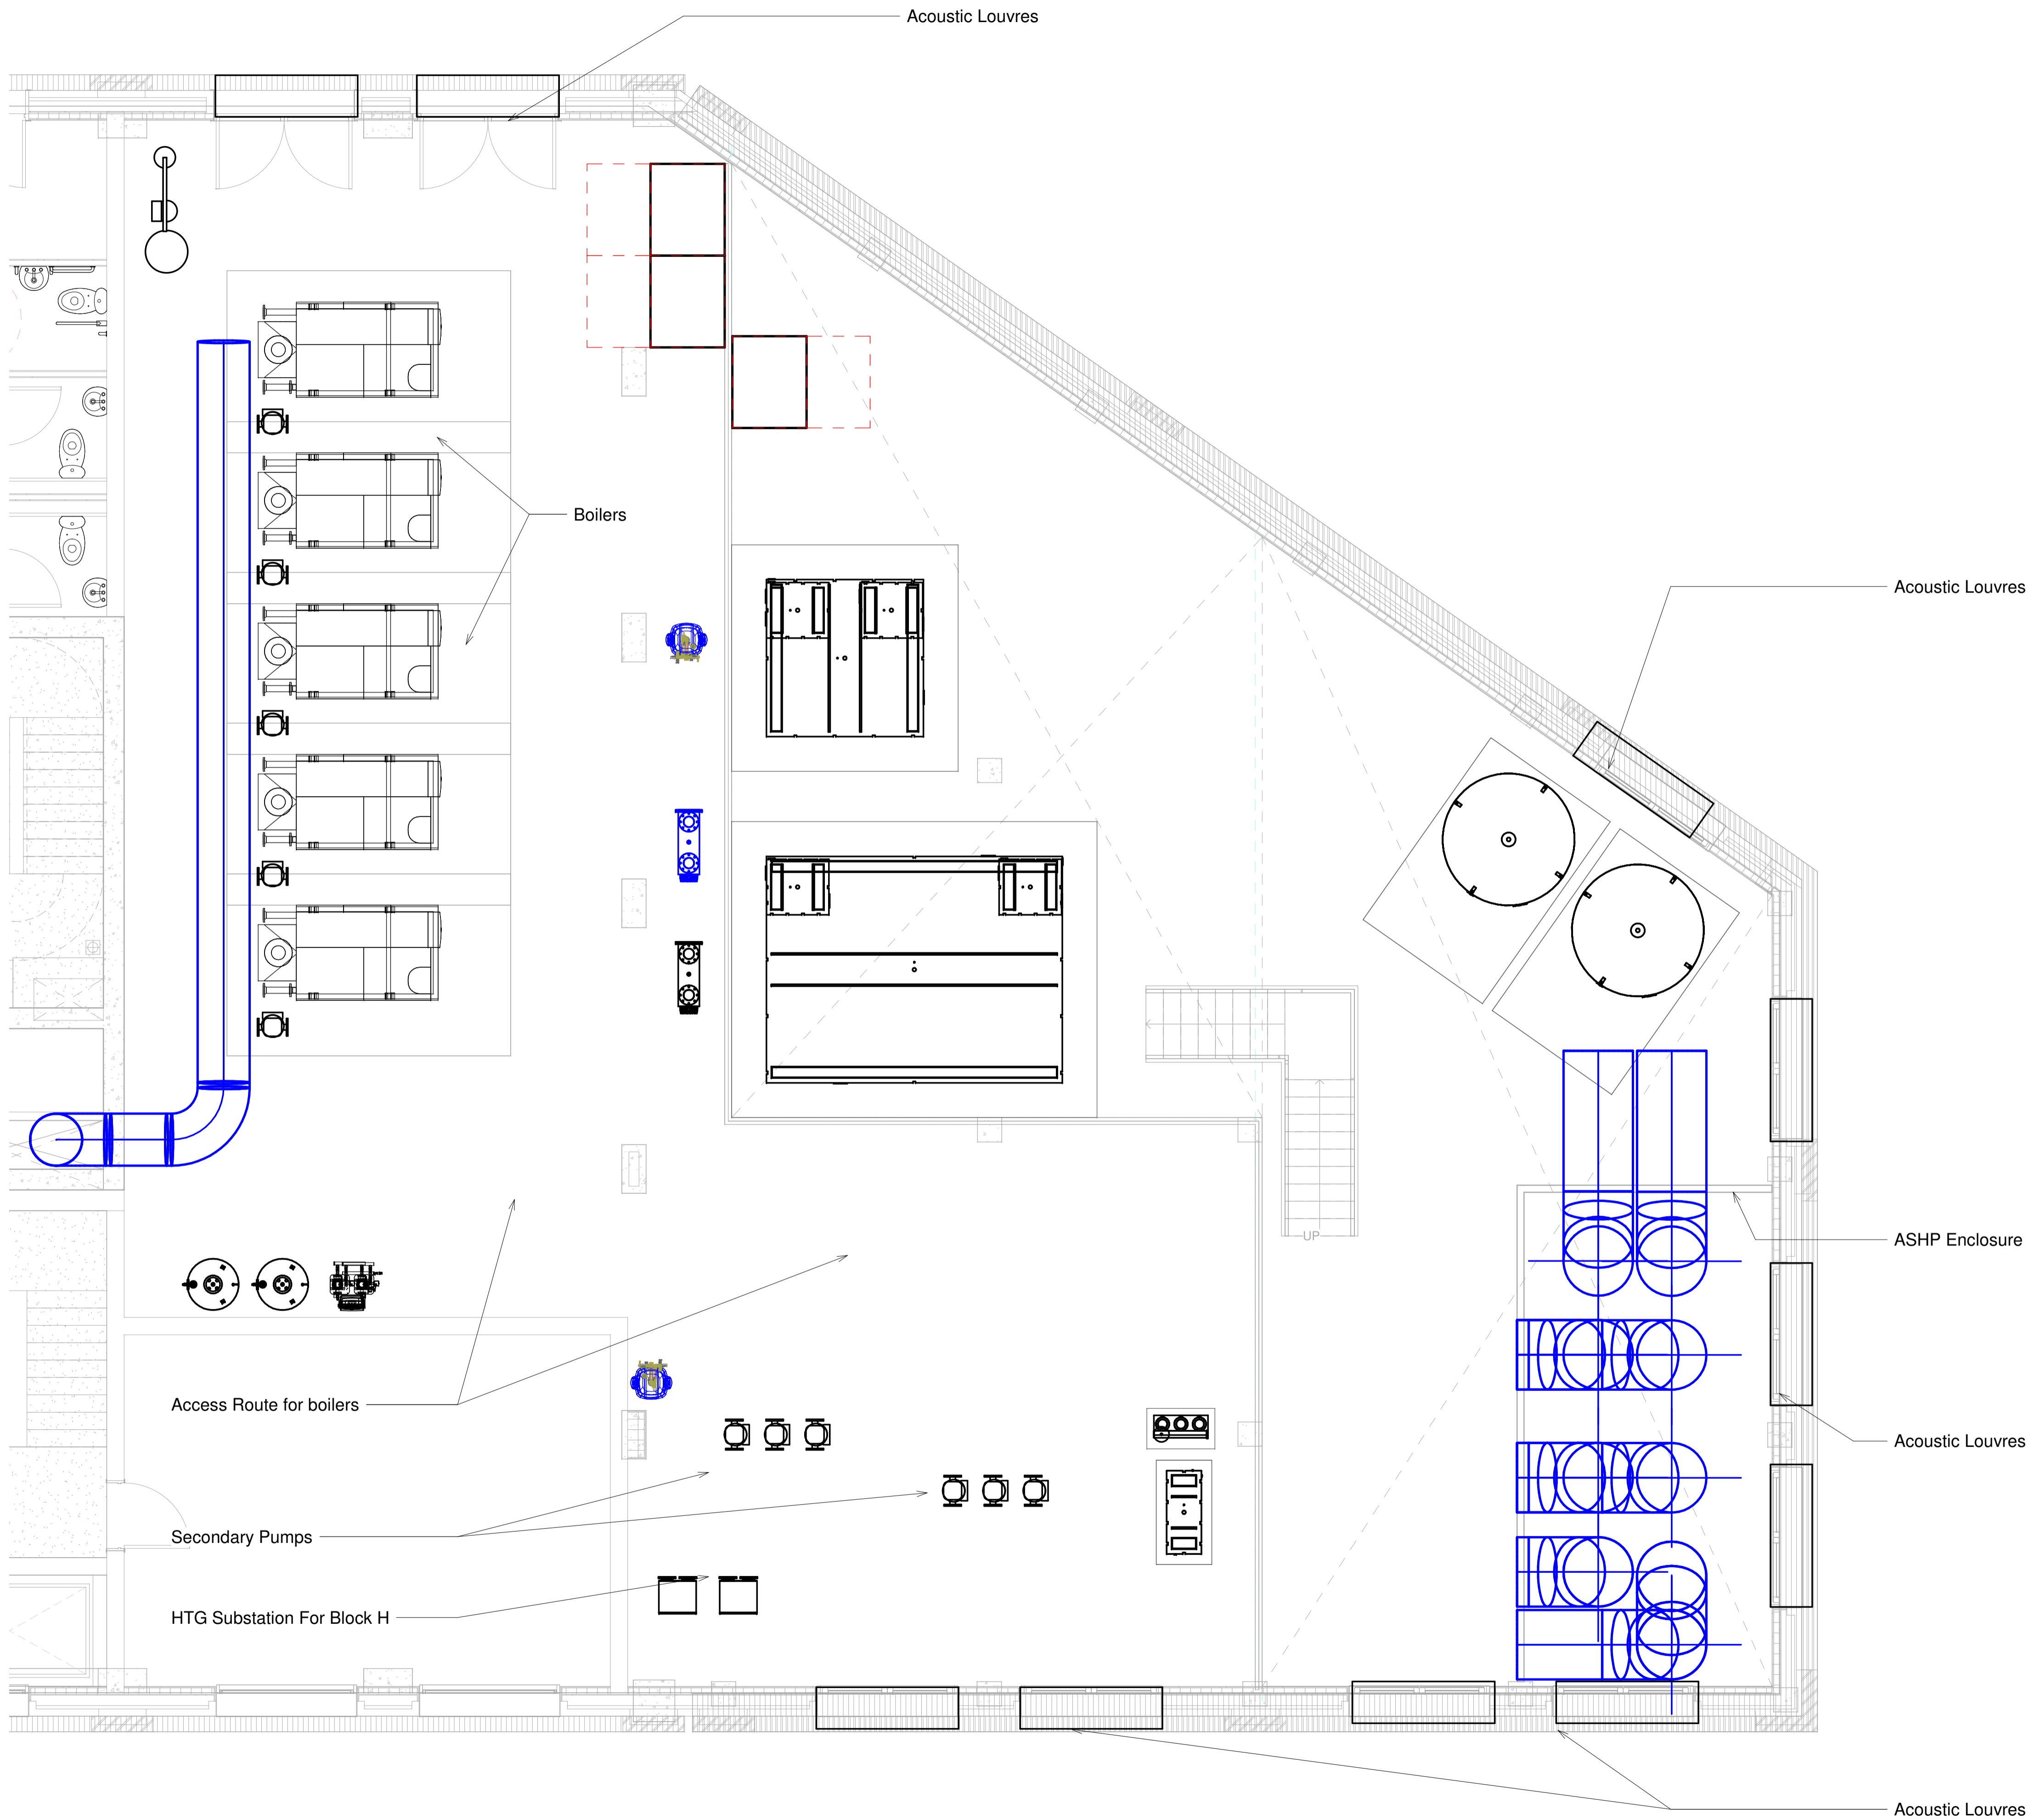 Acoustic Louvres
Boilers
Acoustic Louvres
UP
ASHP Enclosure
Access Route for boilers
Acoustic Louvres
Secondary Pumps
HTG Substation For Block H
Acoustic Louvres